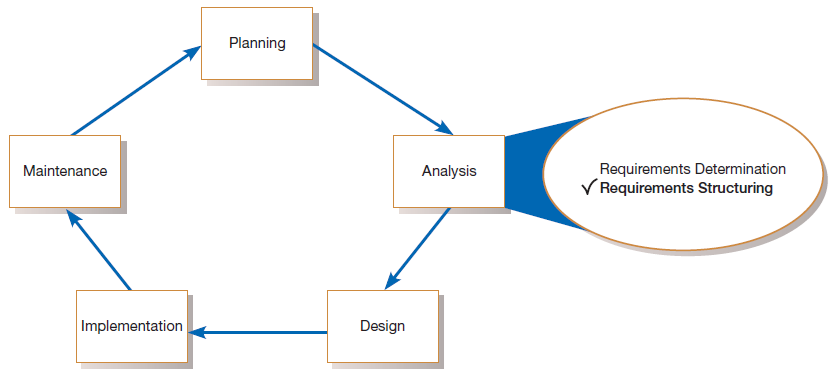 Planning
Maintenance
Analysis
Requirements Determination
✓ Requirements Structuring
Implementation
Design